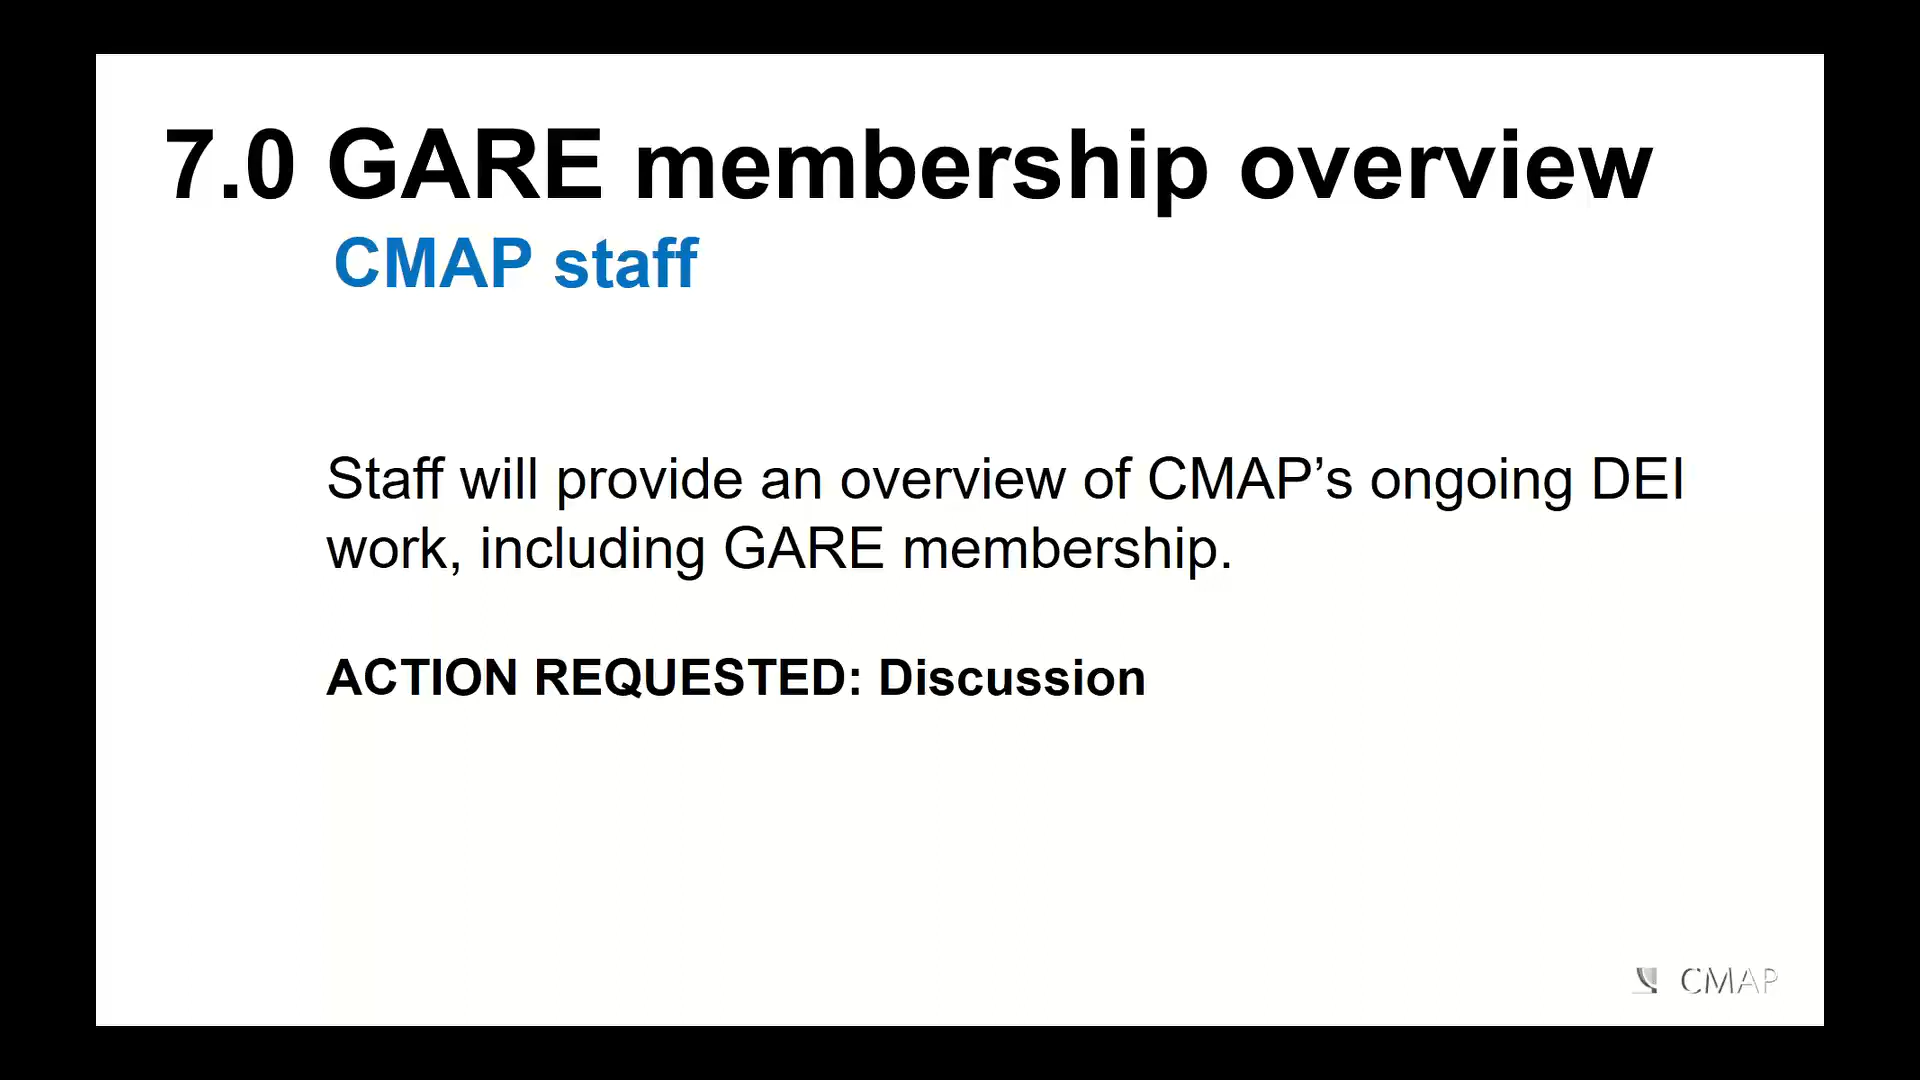 7.0 GARE membership overview
CMAP staff
Staff will provide an overview of CMAP’s ongoing DEI
work, including GARE membership.
ACTION REQUESTED: Discussion
CMAP